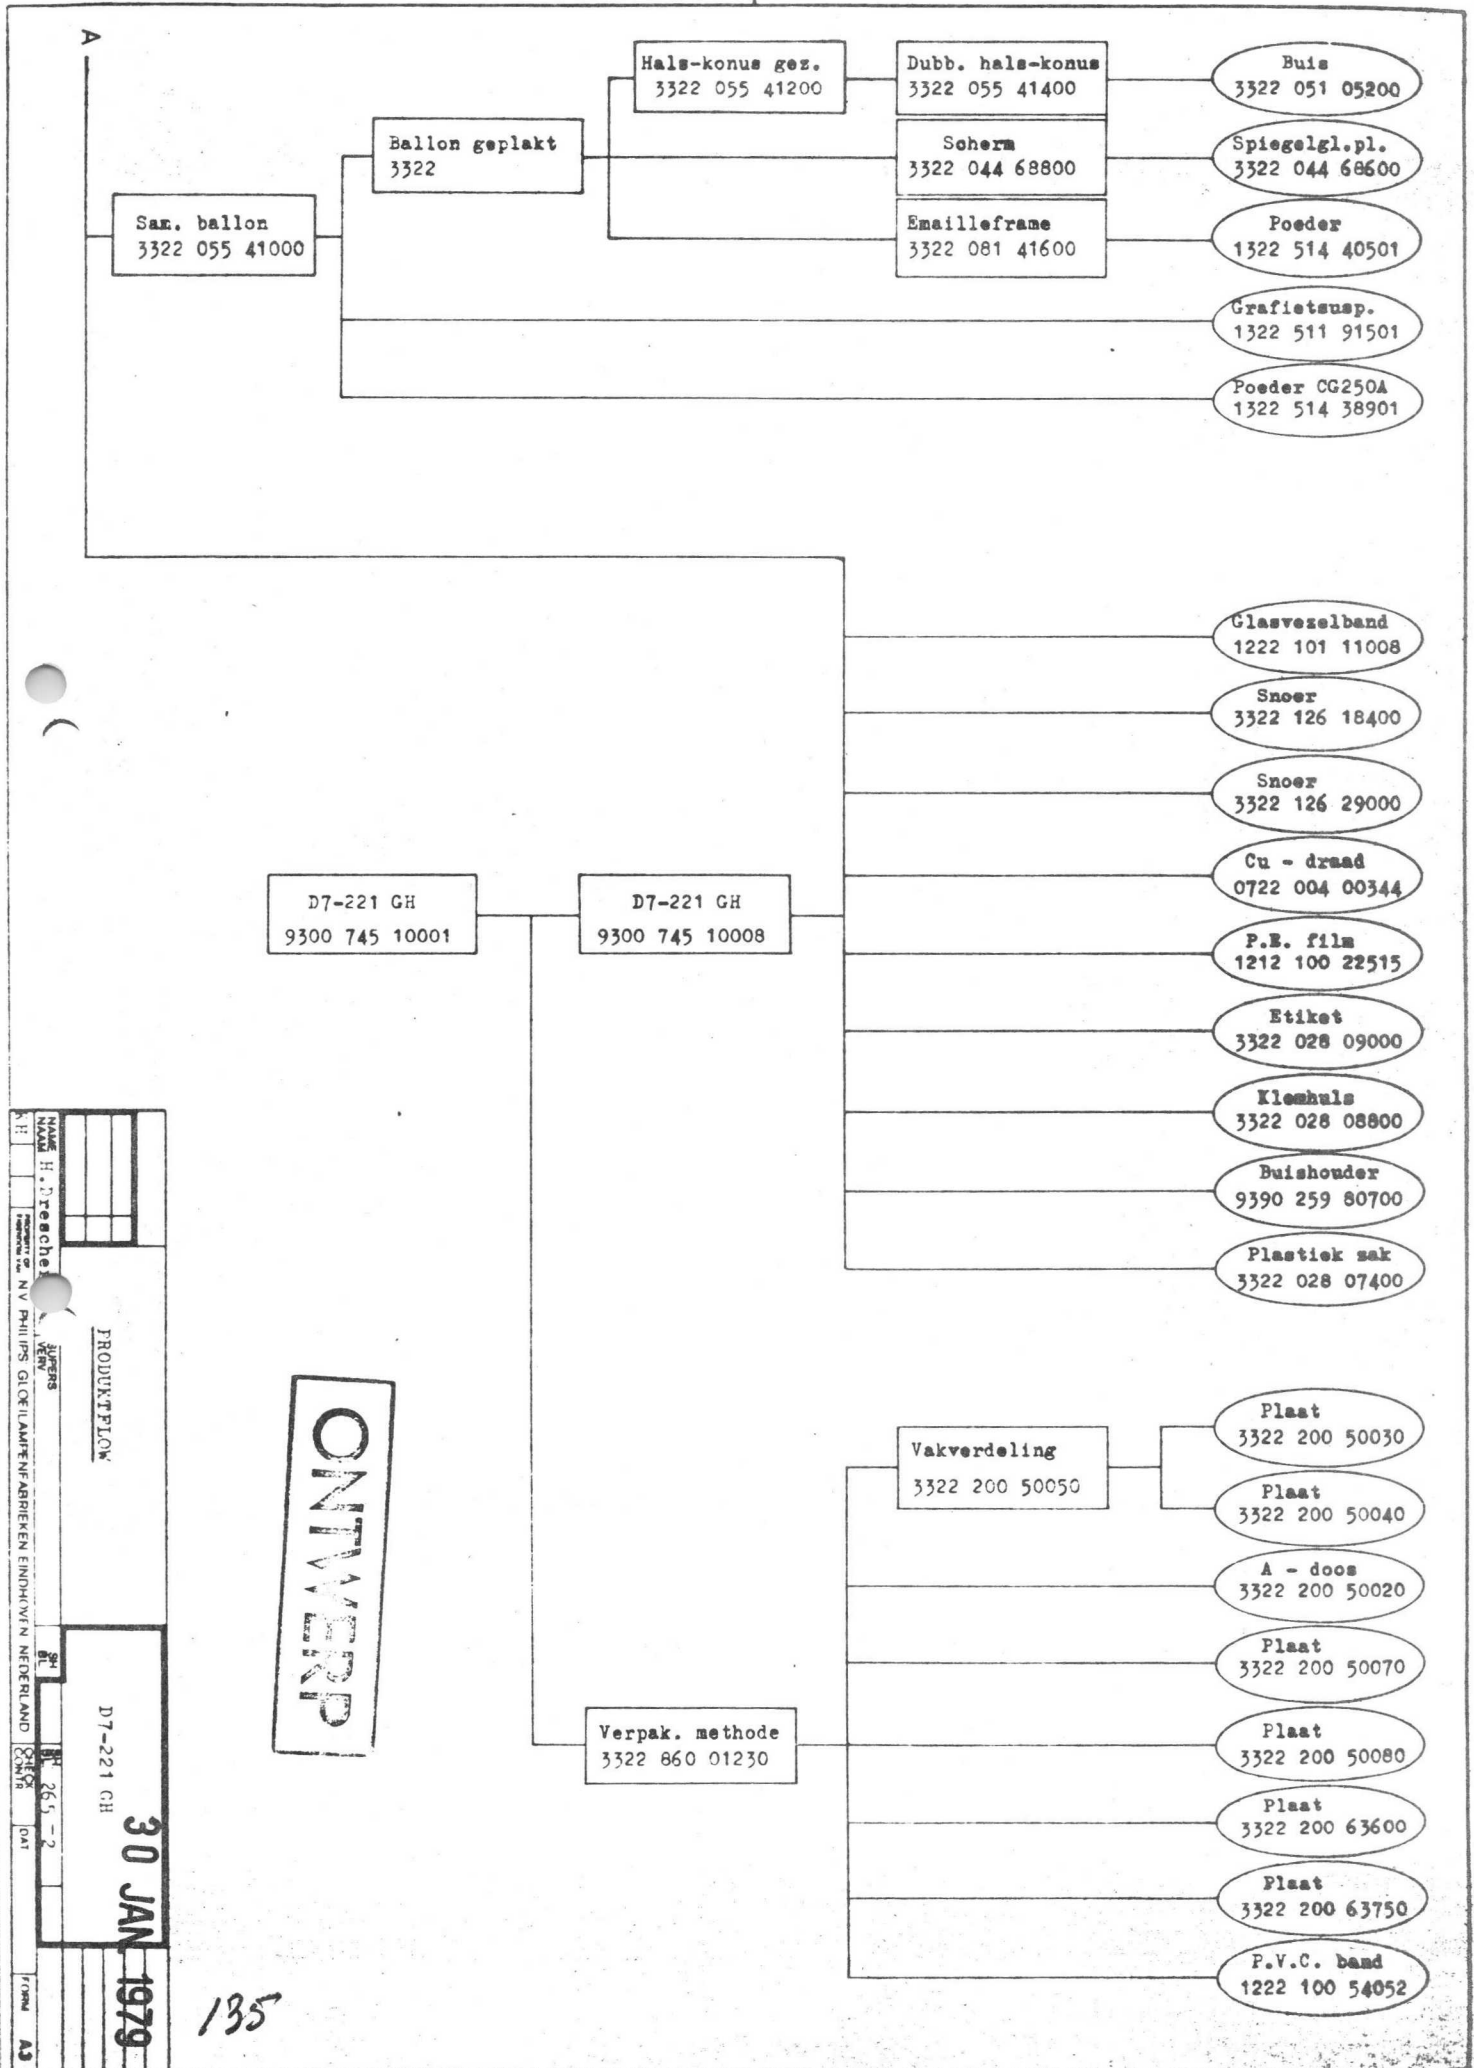 A
Hals-konus gez.
3322 055 41200
Dubb. hals-konus
3322 055 41400
Buis
3322 051 05200
Ballon geplakt
3322
Scherm
3322 044 68800
Spiegelgl.pl.
3322 044 68600
Sam. ballon
3322 055 41000
Emailleframe
3322 081 41600
Poeder
1322 514 40501
Grafietsusp.
1322 511 91501
Poeder CG250A
1322 514 38901
Glasvezelband
1222 101 11008
Snoer
3322 126 18400
Snoer
3322 126 29000
Cu - draad
0722 004 00344
D7-221 GH
9300 745 10001
D7-221 GH
9300 745 10008
P.E. film
1212 100 22515
Etiket
3322 028 09000
Klemhuls
3322 028 08800
Buishouder
9390 259 80700
Plastiek zak
3322 028 07400
Vakverdeling
3322 200 50050
Plaat
3322 200 50030
Plaat
3322 200 50040
A - doos
3322 200 50020
Plaat
3322 200 50070
Verpak. methode
3322 860 01230
Plaat
3322 200 50080
Plaat
3322 200 63600
Plaat
3322 200 63750
P.V.C. band
1222 100 54052
ONTWERP
PRODUKTFLOW
D7-221 GH
30 JAN 1979
NAME
NAAM
H.Drescher
SUPERS
VERV
SH
BL
SH
BL
265-2
PROPERTY OF
N V PHILIPS GLOEILAMPENFABRIEKEN EINDHOVEN NEDERLAND
CHECK
CONTR
DAT
FORM A3
135